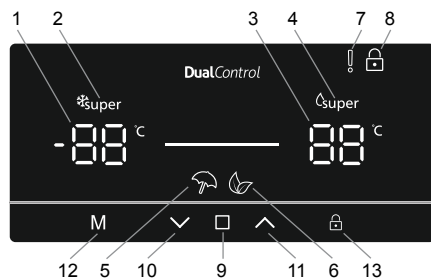 1 2 3 4 7 8
DualControl
super super
-88 °C 88 °C
M
12 5 10 9 11 6 13